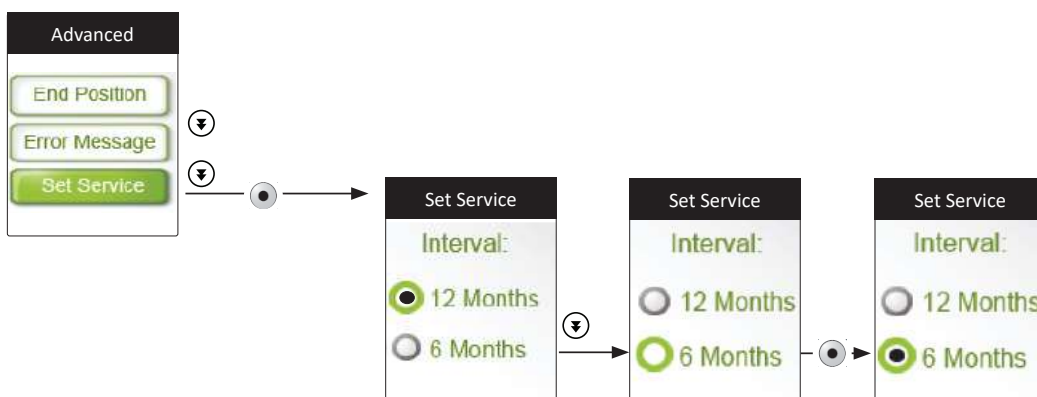 Advanced
End Position
Error Message
Set Service
Set Service
Interval:
12 Months
6 Months
Set Service
Interval:
12 Months
6 Months
Set Service
Interval:
12 Months
6 Months